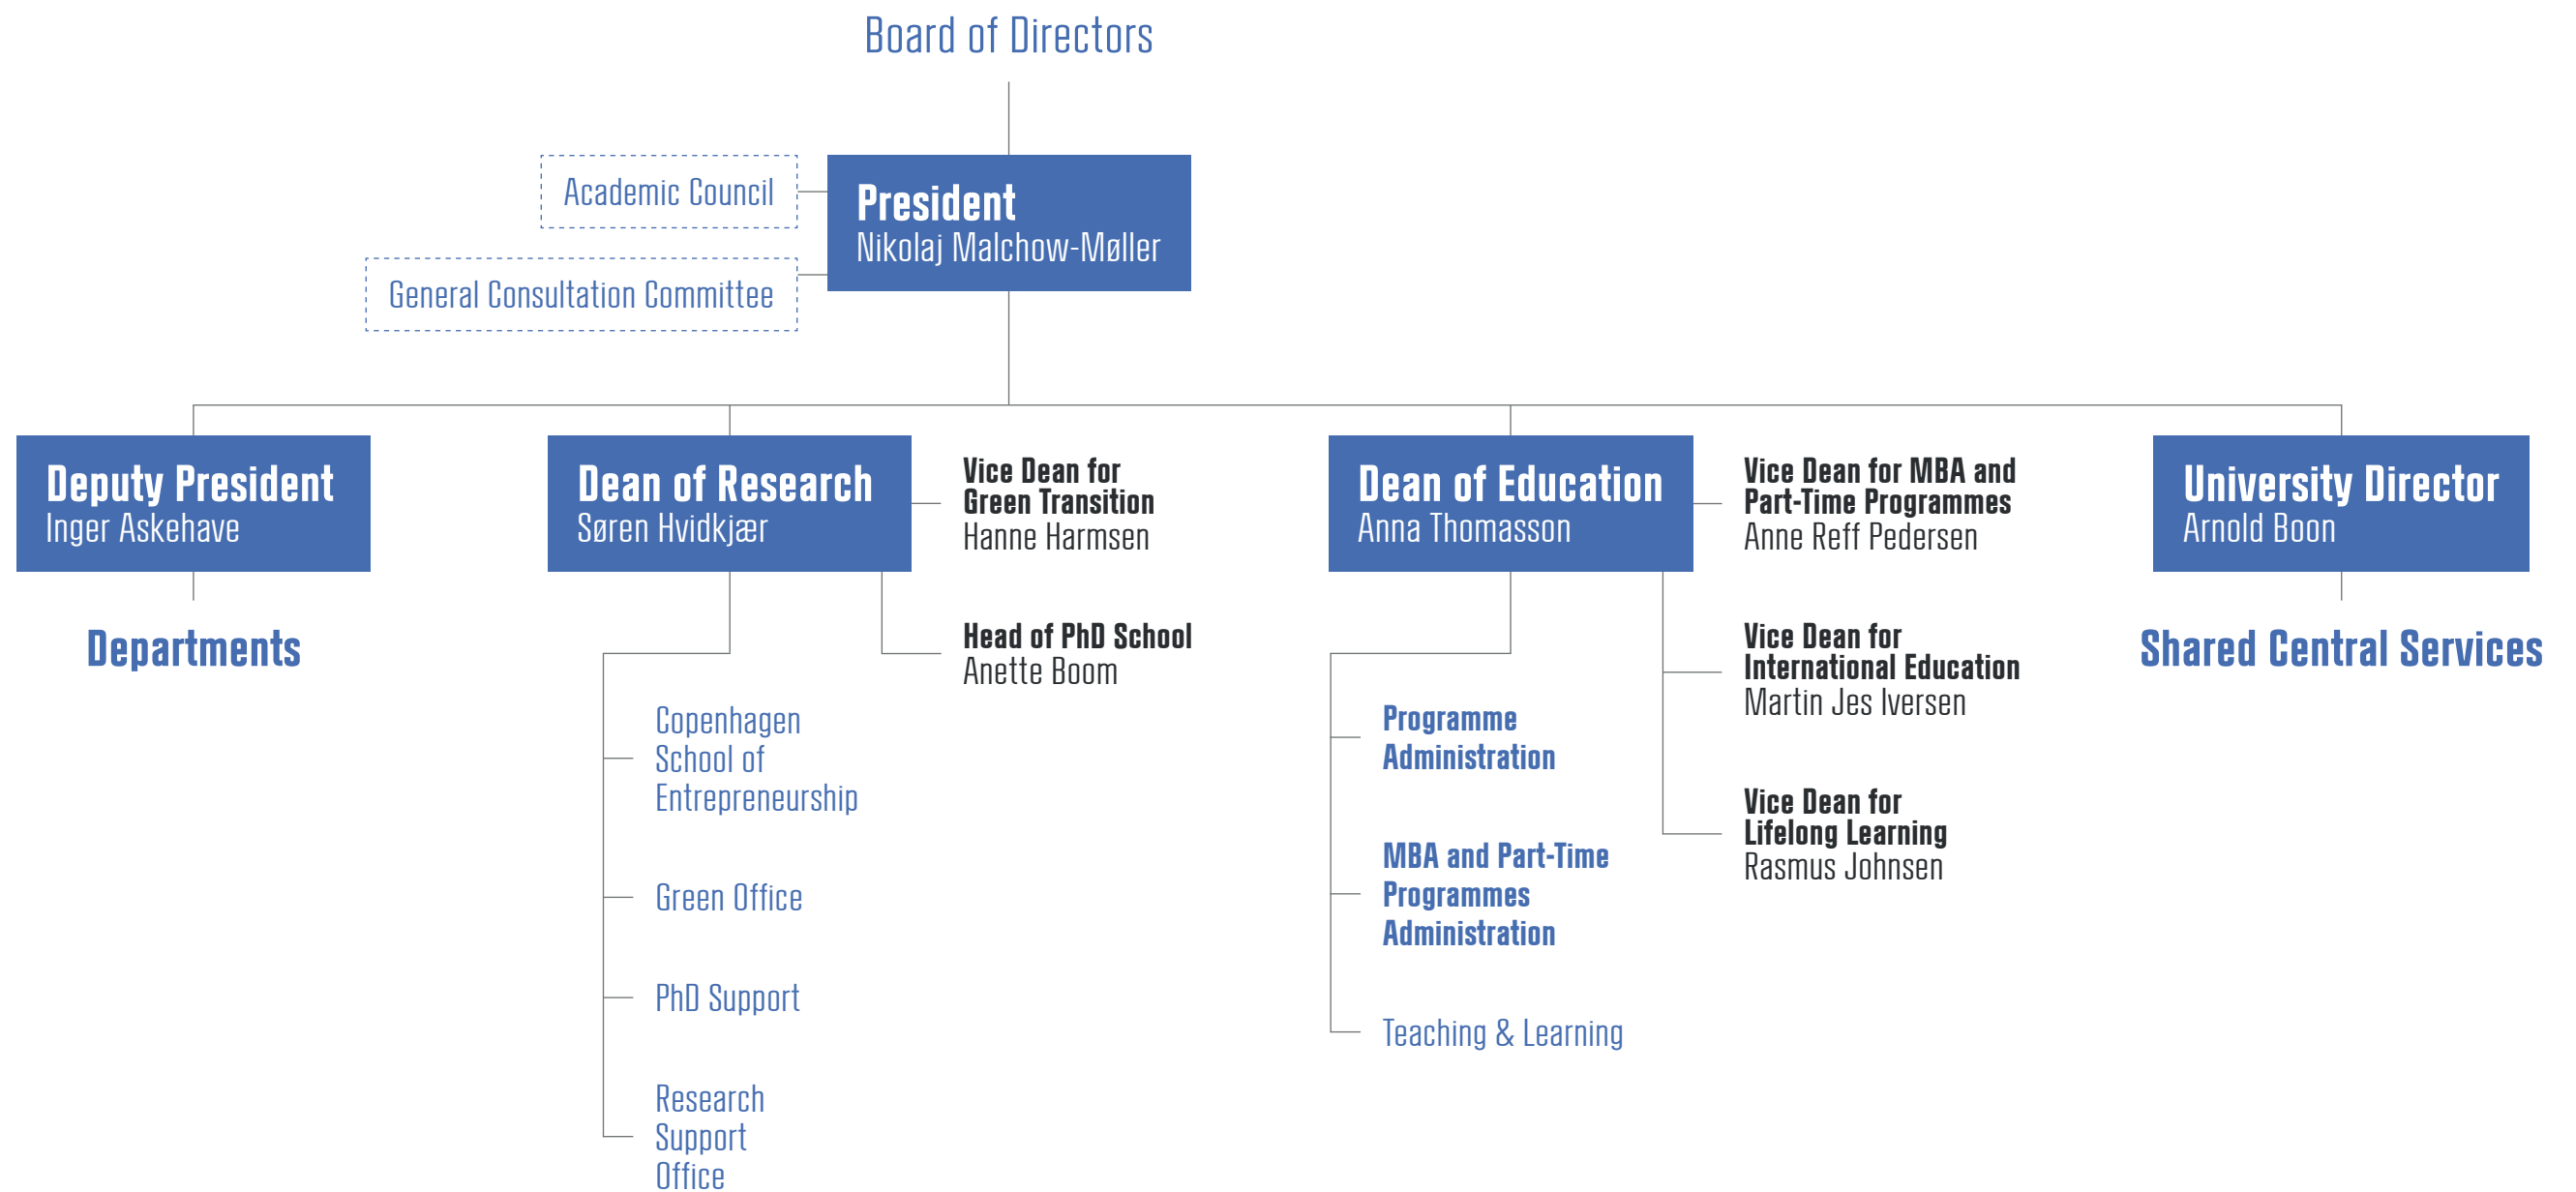 Board of Directors
Academic Council
General Consultation Committee
President
Nikolaj Malchow-Møller
Deputy President
Inger Askehave
Departments
Dean of Research
Søren Hvidkjær
Vice Dean for
Green Transition
Hanne Harmsen
Head of PhD School
Anette Boom
Copenhagen
School of
Entrepreneurship
Green Office
PhD Support
Research
Support
Office
Dean of Education
Anna Thomasson
Vice Dean for MBA and
Part-Time Programmes
Anne Reff Pedersen
Vice Dean for
International Education
Martin Jes Iversen
Vice Dean for
Lifelong Learning
Rasmus Johnsen
Programme
Administration
MBA and Part-Time
Programmes
Administration
Teaching & Learning
University Director
Arnold Boon
Shared Central Services